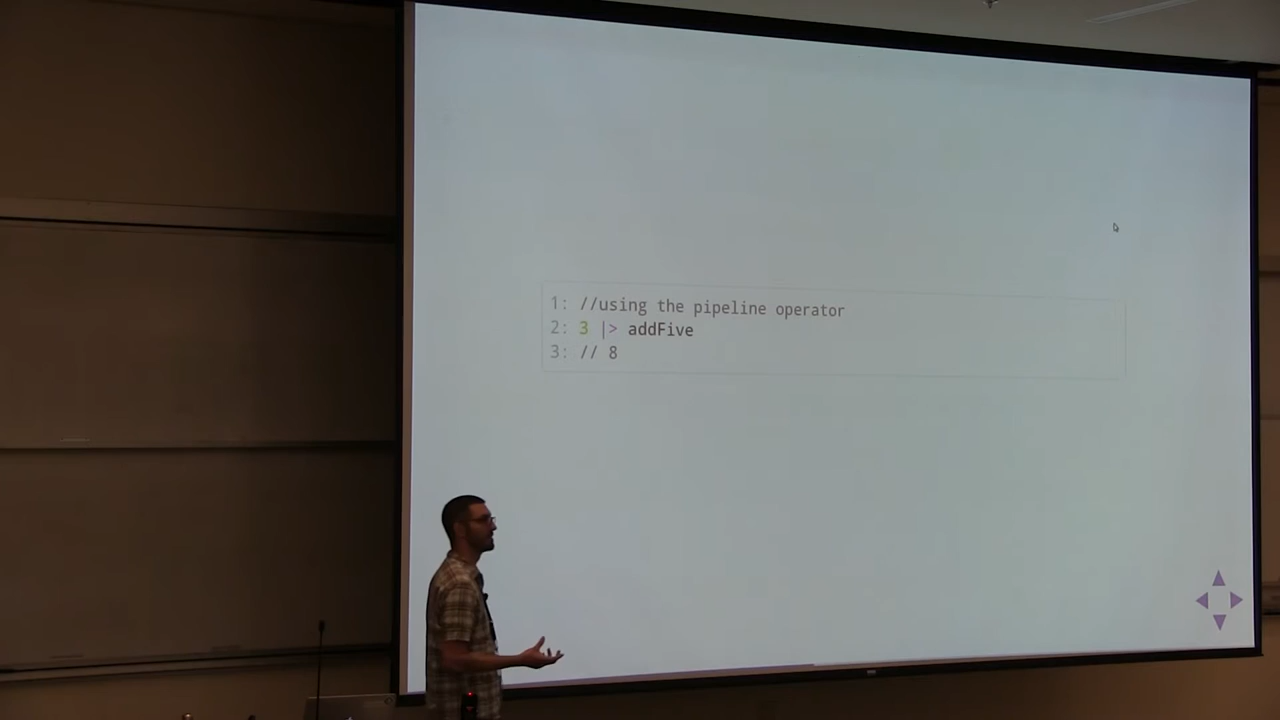 1: //using the pipeline operator
2: 3 |> addFive
3: // 8